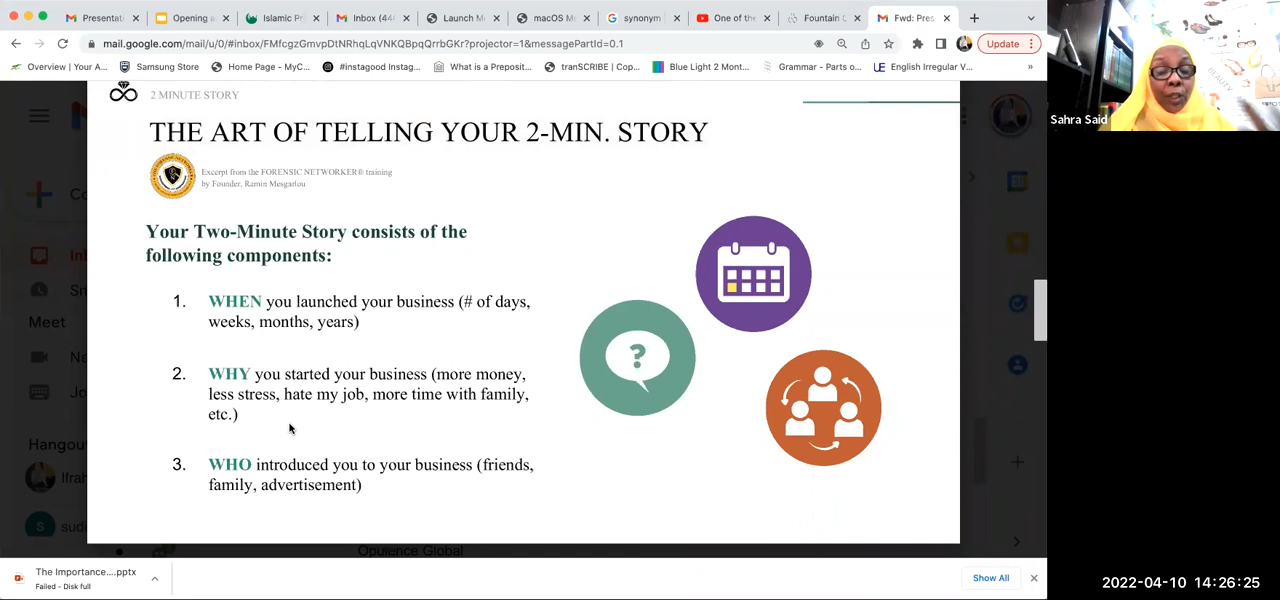 Presentat
Opening a
Islamic Pr
Inbox (44
Launch M
macOS M
synonym
One of the
Fountain
Fwd: Pres
mail.google.com/mail/u/0/#inbox/FMfcgzGmvpDtNRhqLqVNKQBpqQrrbGKr?projector=1&messagePartId=0.1
Update
Overview | Your A...
Samsung Store
Home Page - MyC...
#instagood Instag...
What is a Preposit...
tranSCRIBE | Cop...
Blue Light 2 Mont...
Grammar - Parts o...
English Irregular V...
»
Sahra Said
2 MINUTE STORY
THE ART OF TELLING YOUR 2-MIN. STORY
Excerpt from the FORENSIC NETWORKER® training
by Founder, Ramin Mesgarlou
Your Two-Minute Story consists of the
following components:
1. WHEN you launched your business (# of days,
weeks, months, years)
2. WHY you started your business (more money,
less stress, hate my job, more time with family,
etc.)
3. WHO introduced you to your business (friends,
family, advertisement)
?
Co
Inb
Sn
Meet
Jo
Hangout
Ifrah
S sudi
Opulence Global
The Importance....pptx
Failed - Disk full
Show All
2022-04-10 14:26:25